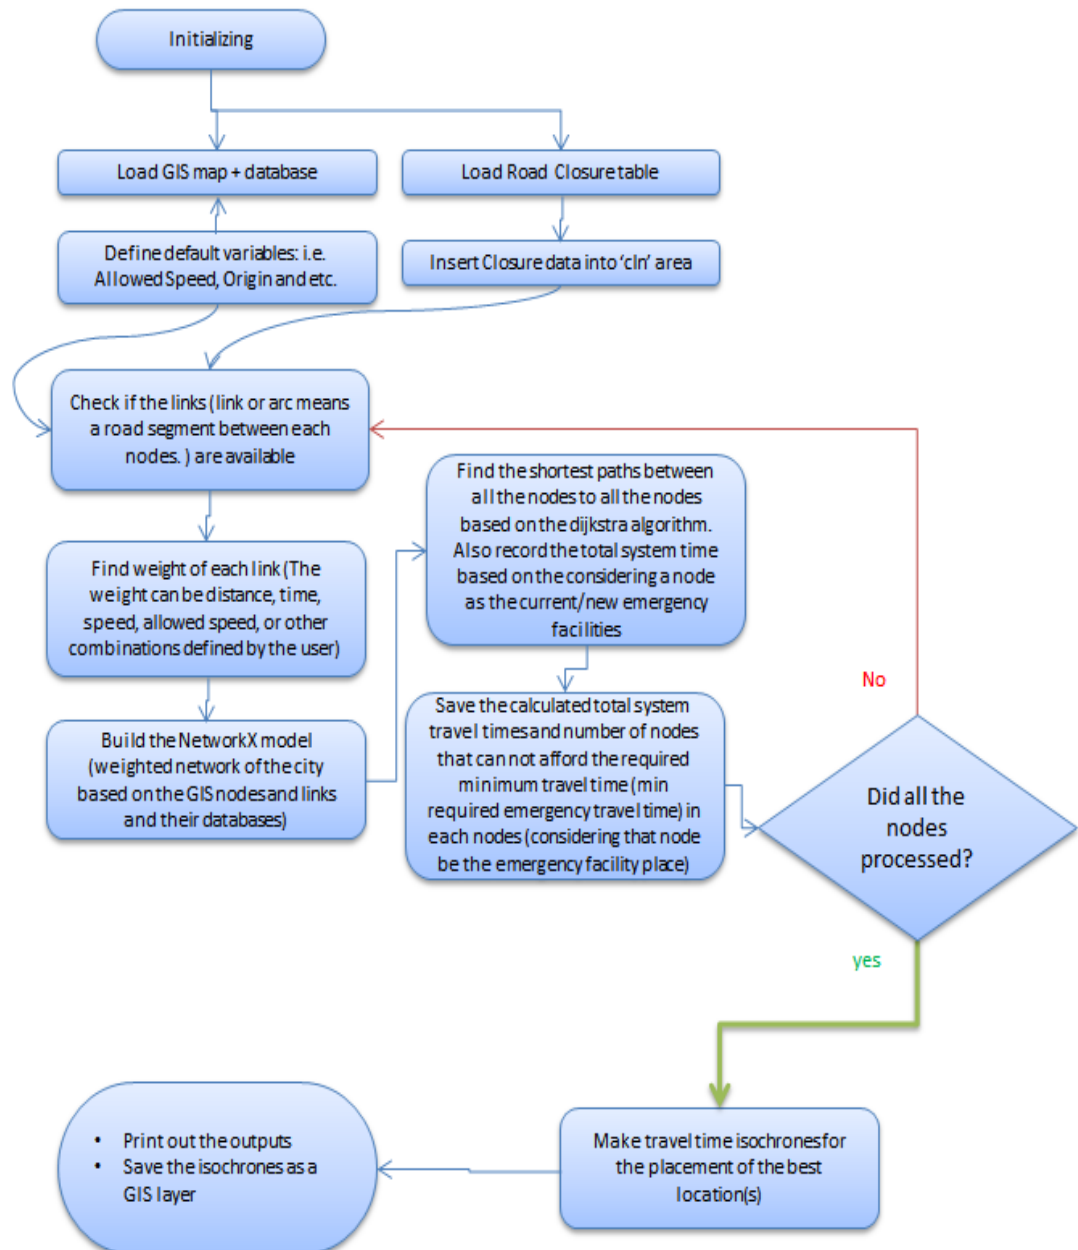 Initializing
Load GIS map + database
Load Road Closure table
Define default variables: i.e.
Allowed Speed, Origin and etc.
Insert Closure data into ‘cln’ area
Check if the links (link or arc means
a road segment between each
nodes. ) are available
Find the shortest paths between
all the nodes to all the nodes
based on the dijkstra algorithm.
Also record the total system time
based on the considering a node
as the current/new emergency
facilities
Find weight of each link (The
weight can be distance, time,
speed, allowed speed, or other
combinations defined by the user)
No
Save the calculated total system
travel times and number of nodes
that can not afford the required
minimum travel time (min
required emergency travel time) in
each nodes (considering that node
be the emergency facility place)
Build the NetworkX model
(weighted network of the city
based on the GIS nodes and links
and their databases)
Did all the
nodes
processed?
yes
Make travel time isochrones for
the placement of the best
location(s)
• Print out the outputs
• Save the isochrones as a
GIS layer